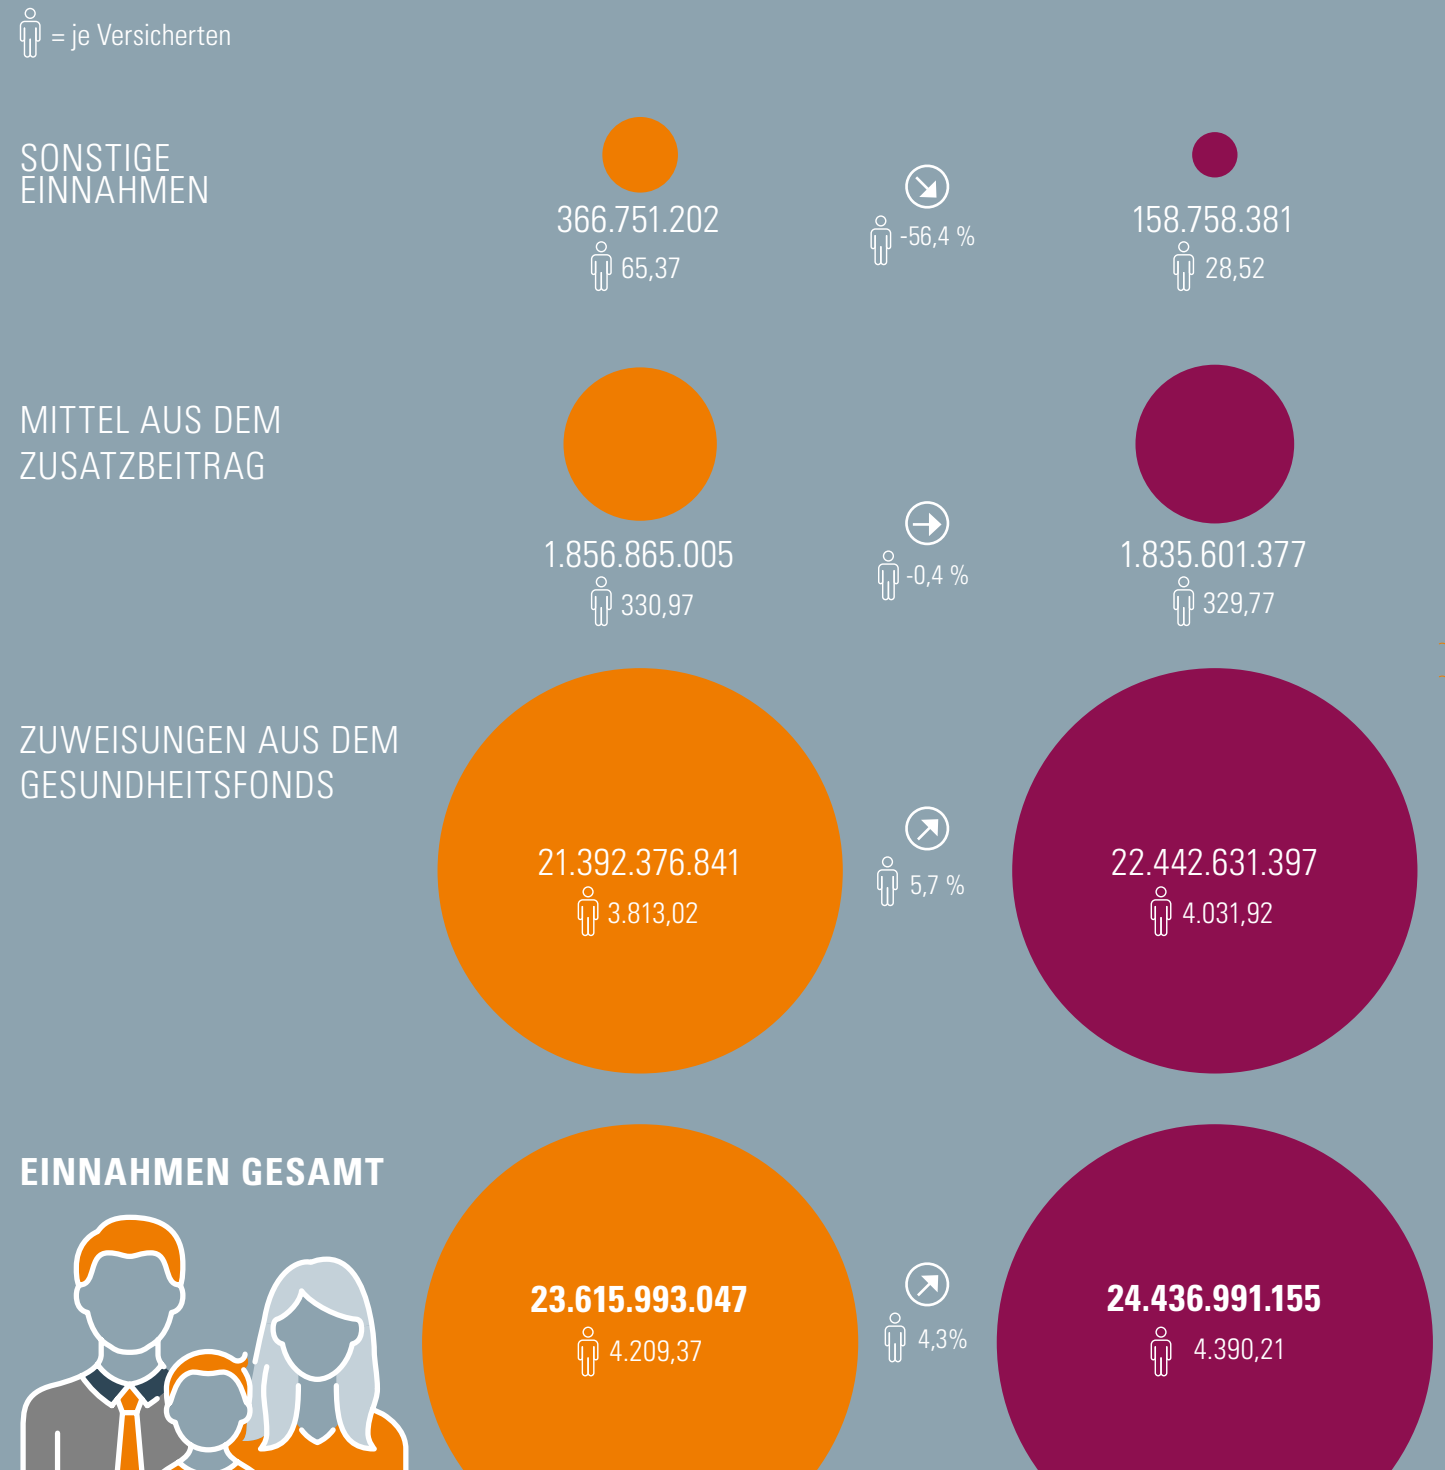 = je Versicherten
SONSTIGE
EINNAHMEN
366.751.202
65,37
-56,4 %
158.758.381
28,52
MITTEL AUS DEM
ZUSATZBEITRAG
1.856.865.005
330,97
-0,4 %
1.835.601.377
329,77
ZUWEISUNGEN AUS DEM
GESUNDHEITSFONDS
21.392.376.841
3.813,02
5,7 %
22.442.631.397
4.031,92
EINNAHMEN GESAMT
23.615.993.047
4.209,37
4,3%
24.436.991.155
4.390,21